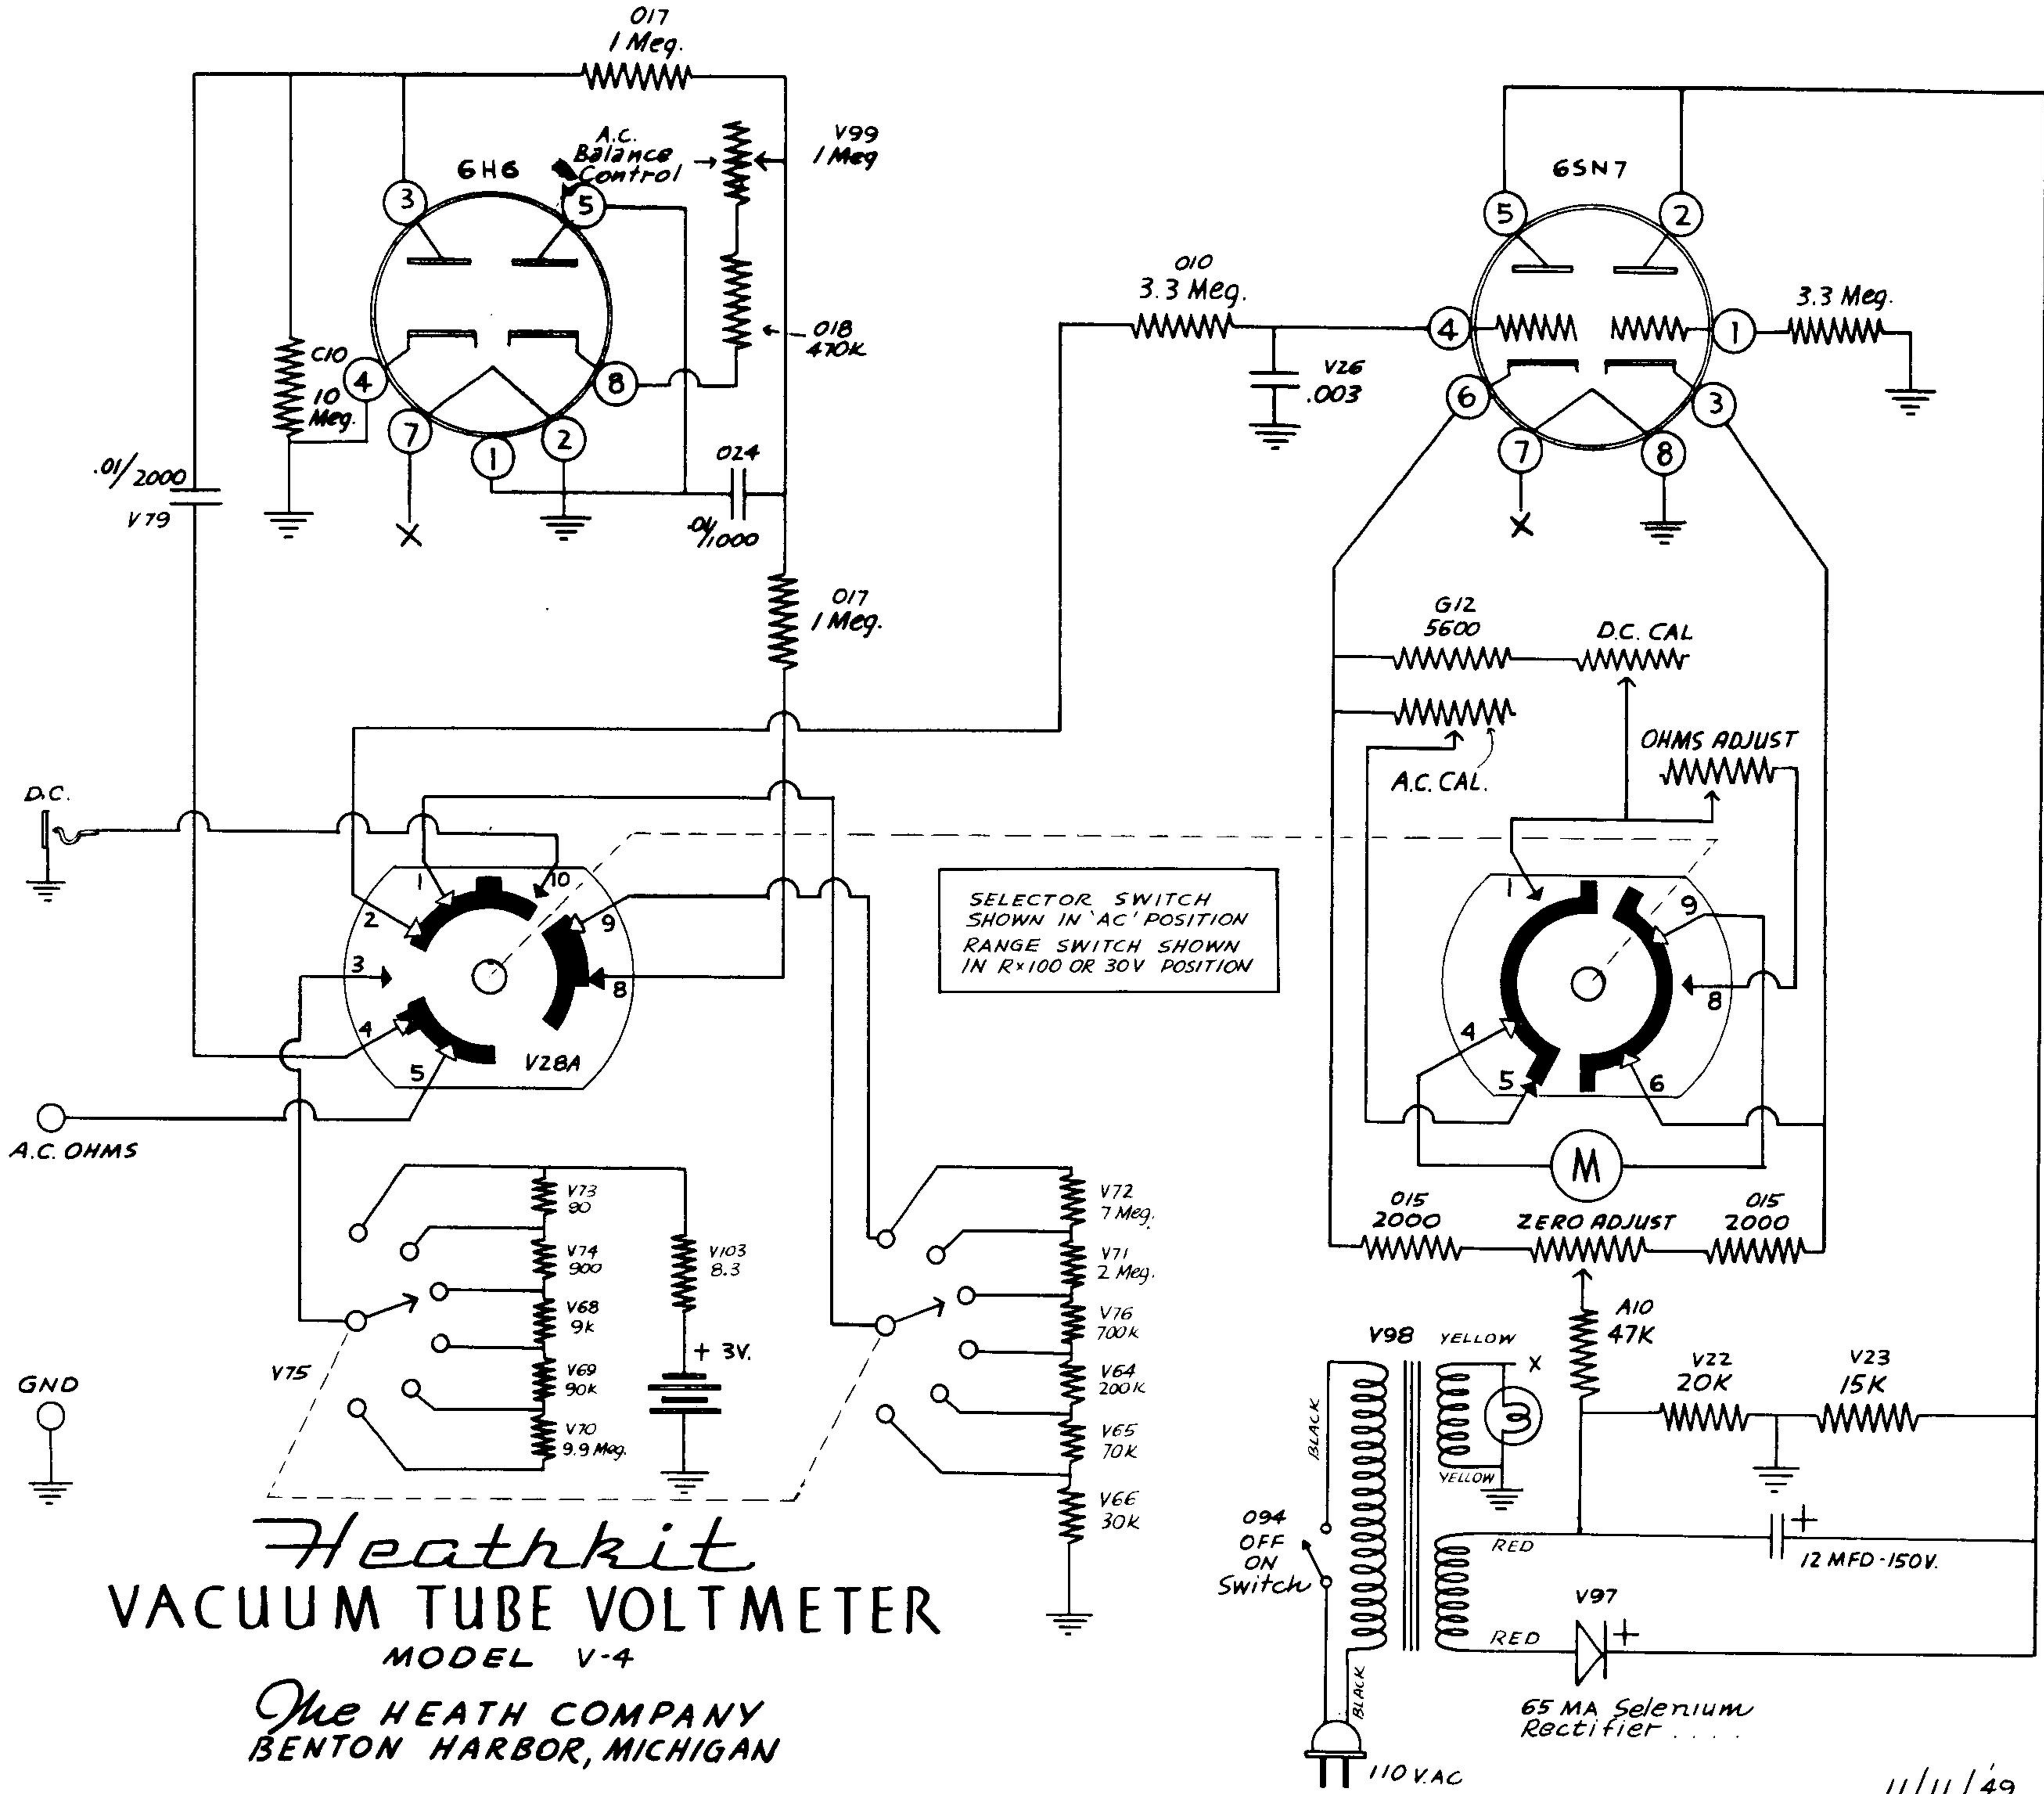 017
1 Meg.
A.C.
Balance
Control
V99
1 Meg
6H6
3
5
018
470K
C10
10
Meg.
4
8
7
1
2
024
.01/1000
.01/2000
V79
X
017
1 Meg.
6SN7
5
2
010
3.3 Meg.
3.3 Meg.
4
1
V26
.003
6
3
7
8
X
G12
5600
D.C. CAL
A.C. CAL.
OHMS ADJUST
D.C.
1
10
2
9
3
8
4
5
V28A
SELECTOR SWITCH
SHOWN IN 'AC' POSITION
RANGE SWITCH SHOWN
IN R×100 OR 30V POSITION
1
9
8
4
5
6
M
A.C. OHMS
GND
V73
90
V74
900
V68
9K
V69
90K
V70
9.9 Meg.
V103
8.3
+ 3V.
V75
V72
7 Meg.
V71
2 Meg.
V76
700K
V64
200K
V65
70K
V66
30K
015
2000
ZERO ADJUST
015
2000
A10
47K
V98
YELLOW
X
YELLOW
V22
20K
V23
15K
BLACK
094
OFF
ON
Switch
BLACK
RED
+
12 MFD-150V.
V97
RED
+
65 MA Selenium
Rectifier . . . .
110 V.AC
Heathkit
VACUUM TUBE VOLTMETER
MODEL V-4
The HEATH COMPANY
BENTON HARBOR, MICHIGAN
11/11/'49